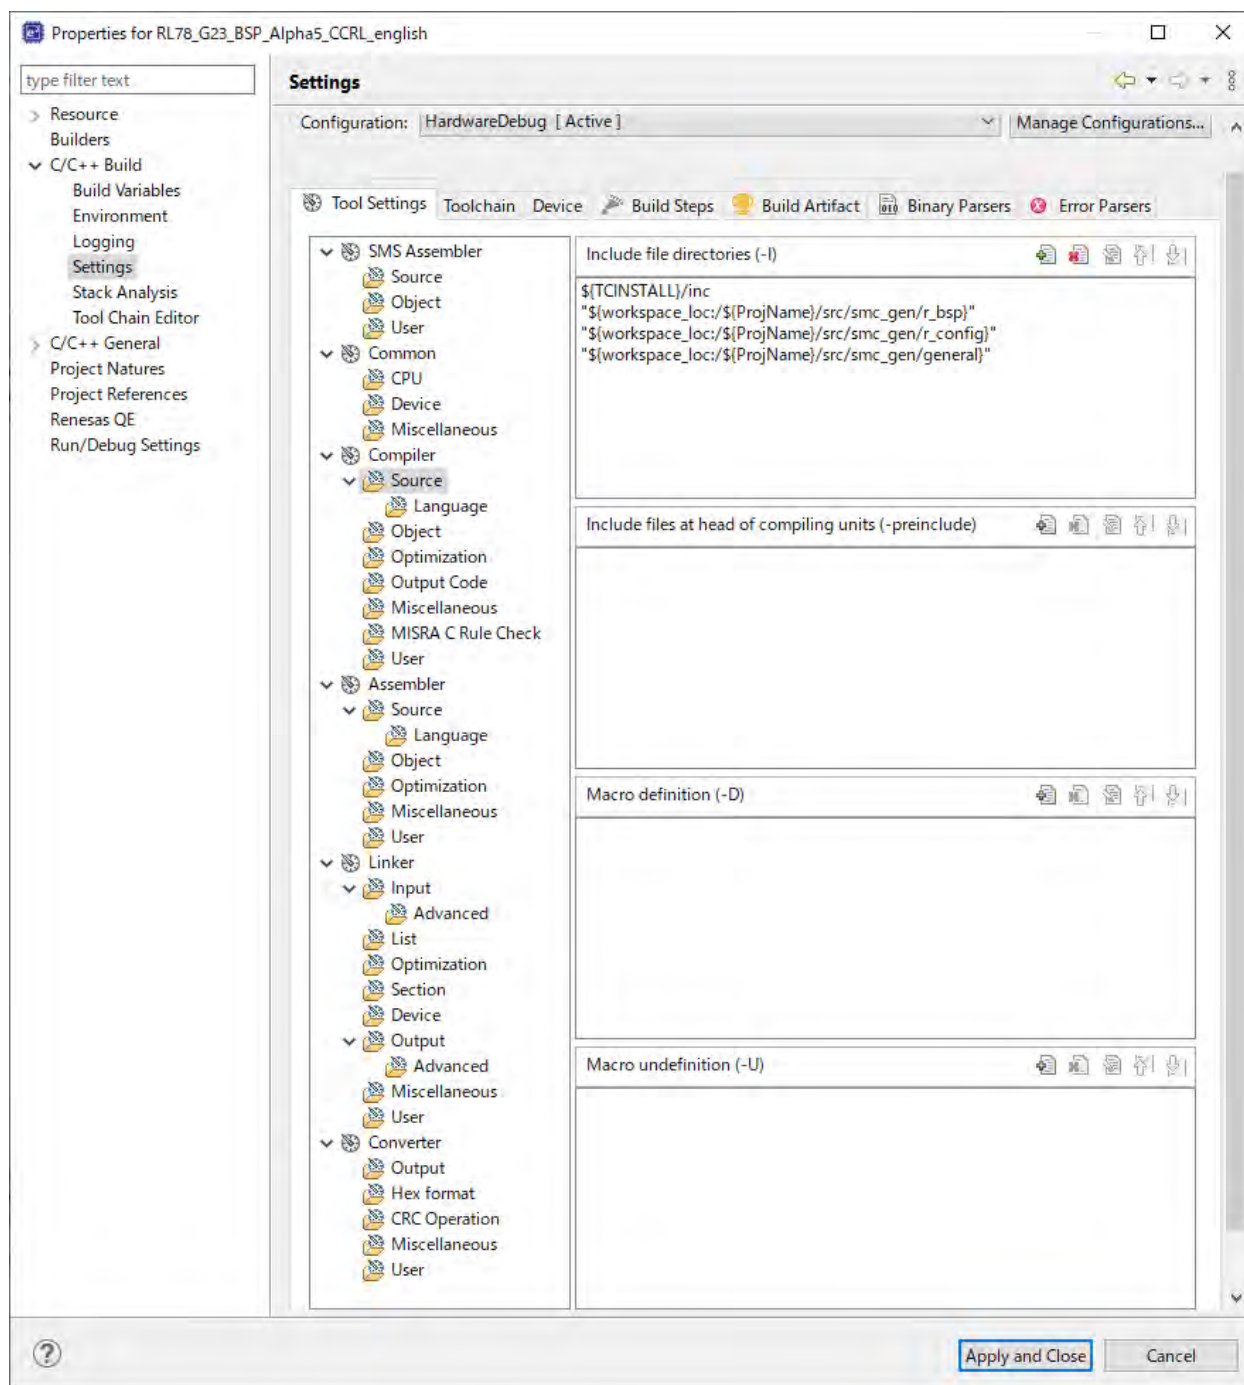 Properties for RL78_G23_BSP_Alpha5_CCRL_english
type filter text
Resource
Builders
C/C++ Build
Build Variables
Environment
Logging
Settings
Stack Analysis
Tool Chain Editor
C/C++ General
Project Natures
Project References
Renesas QE
Run/Debug Settings
Settings
Configuration: HardwareDebug [ Active ] Manage Configurations...
Tool Settings Toolchain Device Build Steps Build Artifact Binary Parsers Error Parsers
SMS Assembler
Source
Object
User
Common
CPU
Device
Miscellaneous
Compiler
Source
Language
Object
Optimization
Output Code
Miscellaneous
MISRA C Rule Check
User
Assembler
Source
Language
Object
Optimization
Miscellaneous
User
Linker
Input
Advanced
List
Optimization
Section
Device
Output
Advanced
Miscellaneous
User
Converter
Output
Hex format
CRC Operation
Miscellaneous
User
Include file directories (-I)
${TCINSTALL}/inc
"${workspace_loc:/${ProjName}/src/smc_gen/r_bsp}"
"${workspace_loc:/${ProjName}/src/smc_gen/r_config}"
"${workspace_loc:/${ProjName}/src/smc_gen/general}"
Include files at head of compiling units (-preinclude)
Macro definition (-D)
Macro undefinition (-U)
Apply and Close Cancel